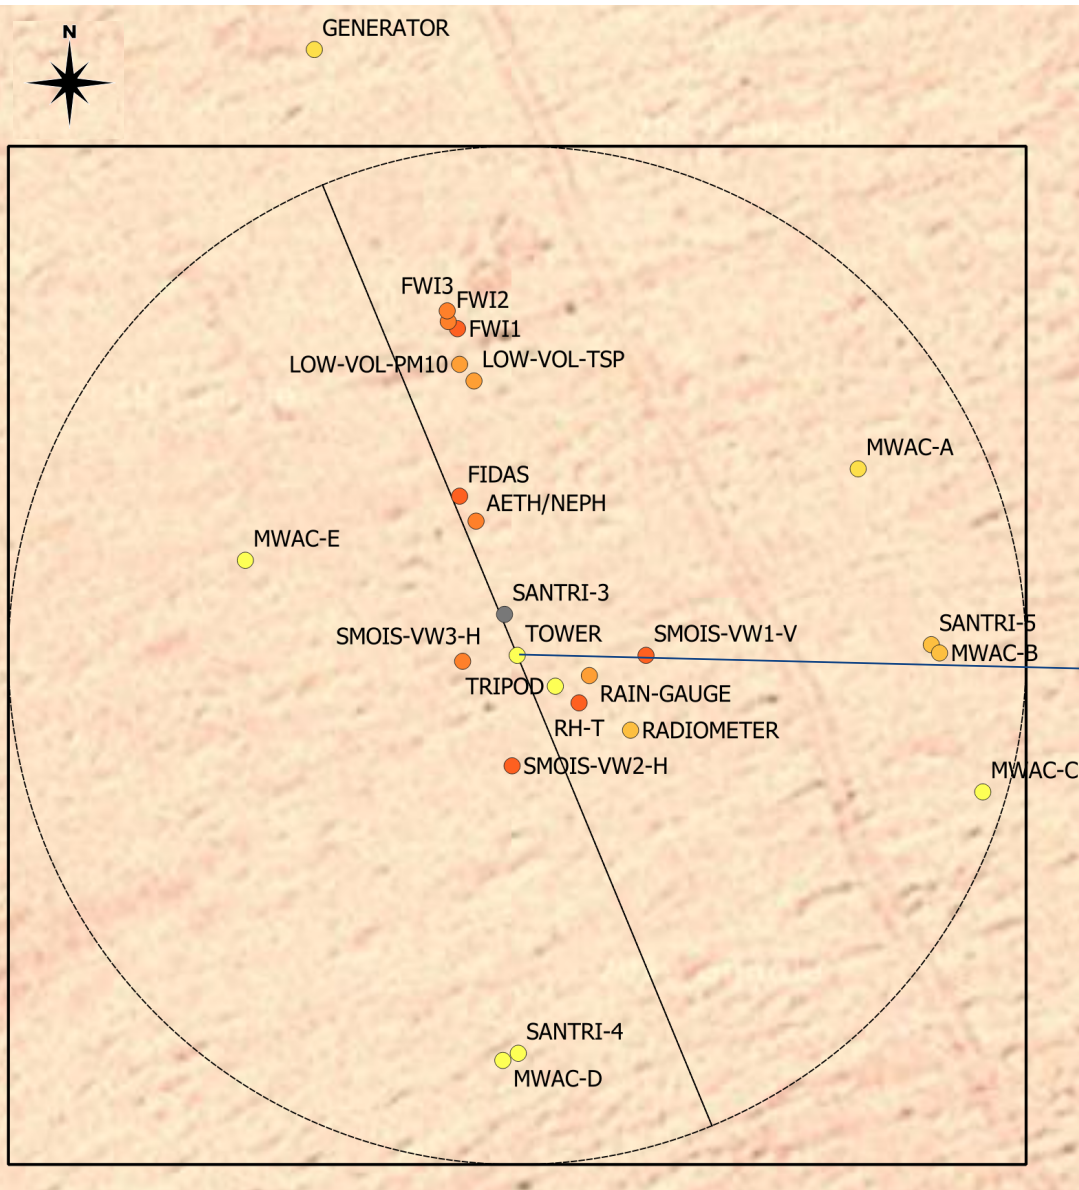 GENERATOR
N
FWI3
FWI2
FWI1
LOW-VOL-PM10
LOW-VOL-TSP
MWAC-A
FIDAS
AETH/NEPH
MWAC-E
SANTRI-3
SANTRI-5
SMOIS-VW3-H
TOWER
SMOIS-VW1-V
MWAC-B
TRIPOD
RAIN-GAUGE
RH-T
RADIOMETER
SMOIS-VW2-H
MWAC-C
SANTRI-4
MWAC-D